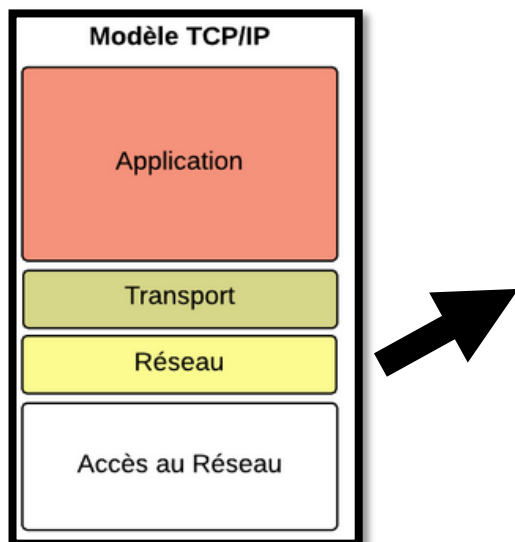 Modèle TCP/IP
Application
Transport
Réseau
Accès au Réseau